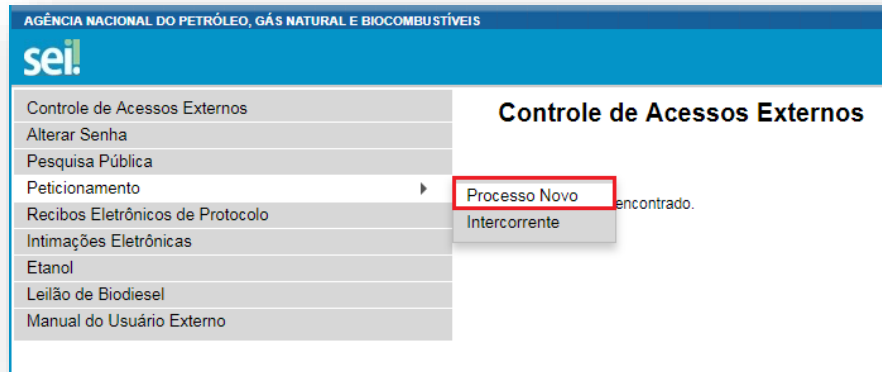 AGÊNCIA NACIONAL DO PETRÓLEO, GÁS NATURAL E BIOCOMBUSTÍVEIS
sei!
Controle de Acessos Externos
Alterar Senha
Pesquisa Pública
Peticionamento
Recibos Eletrônicos de Protocolo
Intimações Eletrônicas
Etanol
Leilão de Biodiesel
Manual do Usuário Externo
Controle de Acessos Externos
Processo Novo
Intercorrente
encontrado.